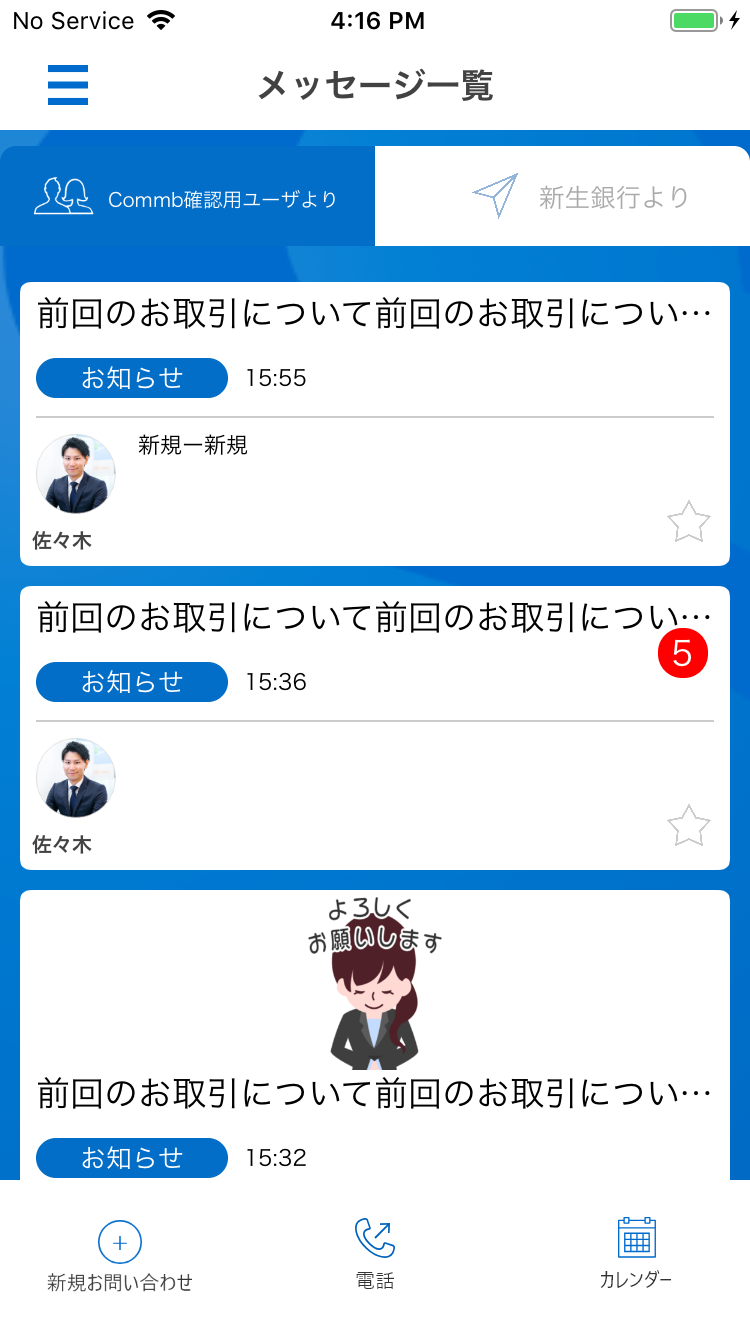 No Service
4:16 PM
メッセージ一覧
Commb確認用ユーザより
新生銀行より
前回のお取引について前回のお取引につい…
お知らせ 15:55
新規ー新規
佐々木
前回のお取引について前回のお取引につい…
5
お知らせ 15:36
佐々木
よろしく
お願いします
前回のお取引について前回のお取引につい…
お知らせ 15:32
新規お問い合わせ
電話
カレンダー